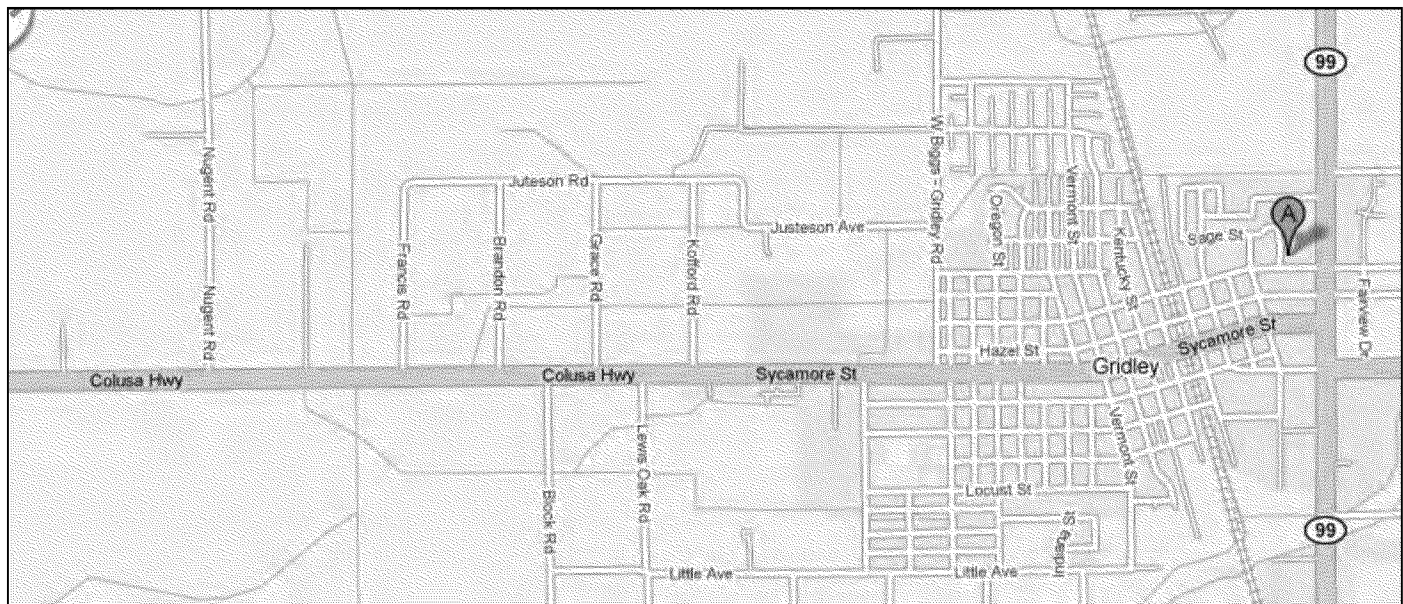 99
Nugent Rd
Nugent Rd
Juteson Rd
Justeson Ave
Francis Rd
Brandon Rd
Grace Rd
Kofford Rd
W Biggs - Gridley Rd
Oregon St
Vermont St
Kentucky St
Sage St
A
Fairview Dr
Hazel St
Sycamore St
Gridley
Colusa Hwy
Colusa Hwy
Sycamore St
Vermont St
Block Rd
Lewis Oak Rd
Locust St
Indiana St
Little Ave
Little Ave
99